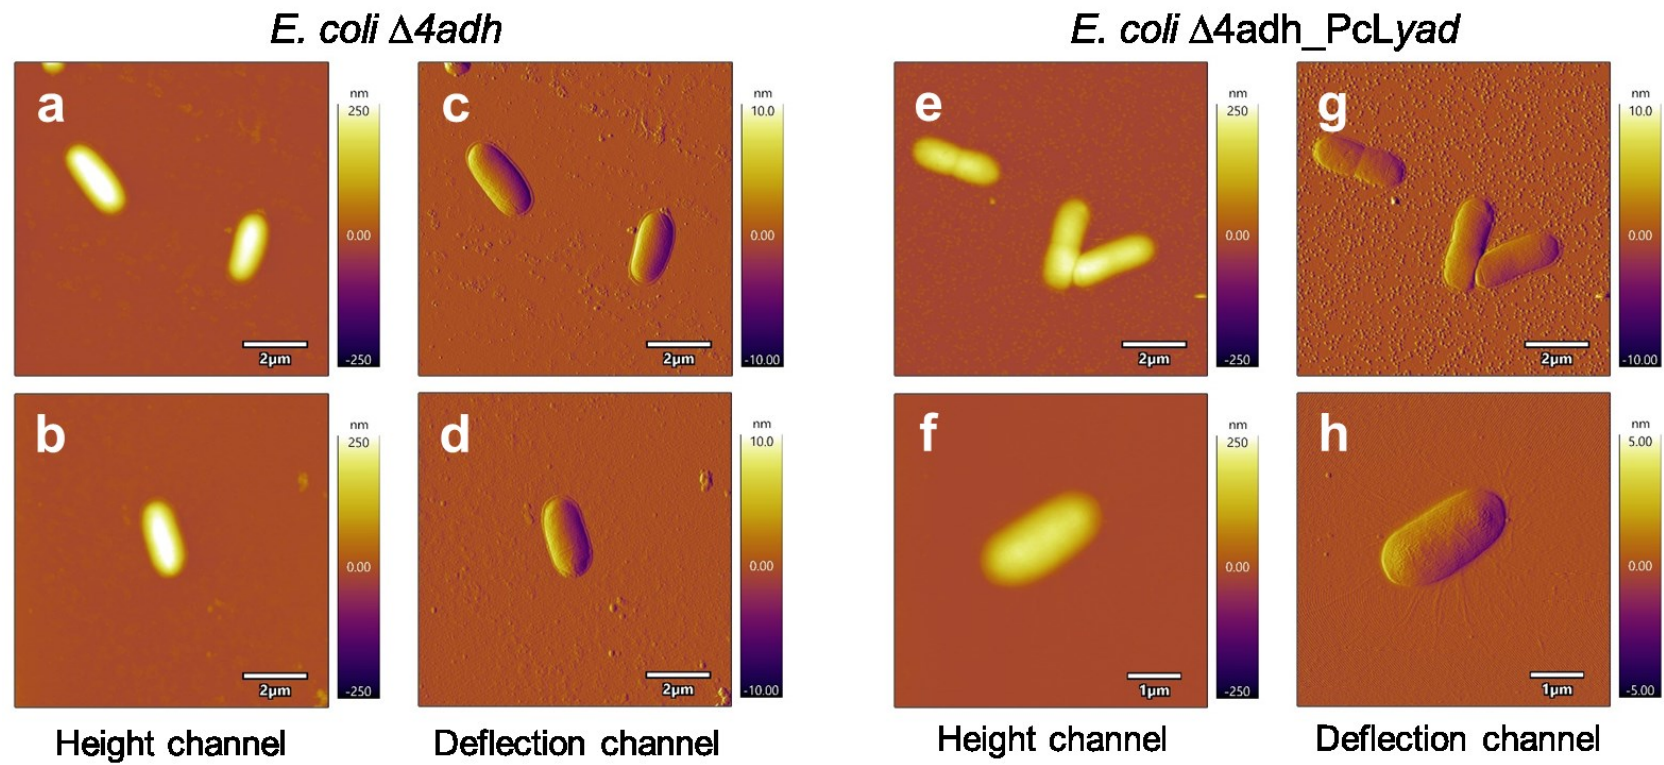 E. coli Δ4adh
E. coli Δ4adh_PcLyad
a
nm
250
0.00
-250
2µm
c
nm
10.0
0.00
-10.00
2µm
e
nm
250
0.00
-250
2µm
g
nm
10.0
0.00
-10.00
2µm
b
nm
250
0.00
-250
2µm
d
nm
10.0
0.00
-10.00
2µm
f
nm
250
0.00
-250
1µm
h
nm
5.00
0.00
-5.00
1µm
Height channel
Deflection channel
Height channel
Deflection channel